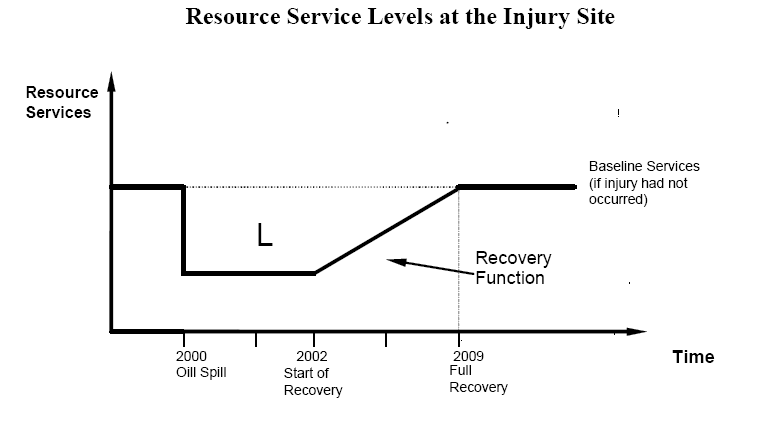 Resource Service Levels at the Injury Site
Resource
Services
Baseline Services
(if injury had not
occurred)
L
Recovery
Function
2000
Oill Spill
2002
Start of
Recovery
2009
Full
Recovery
Time